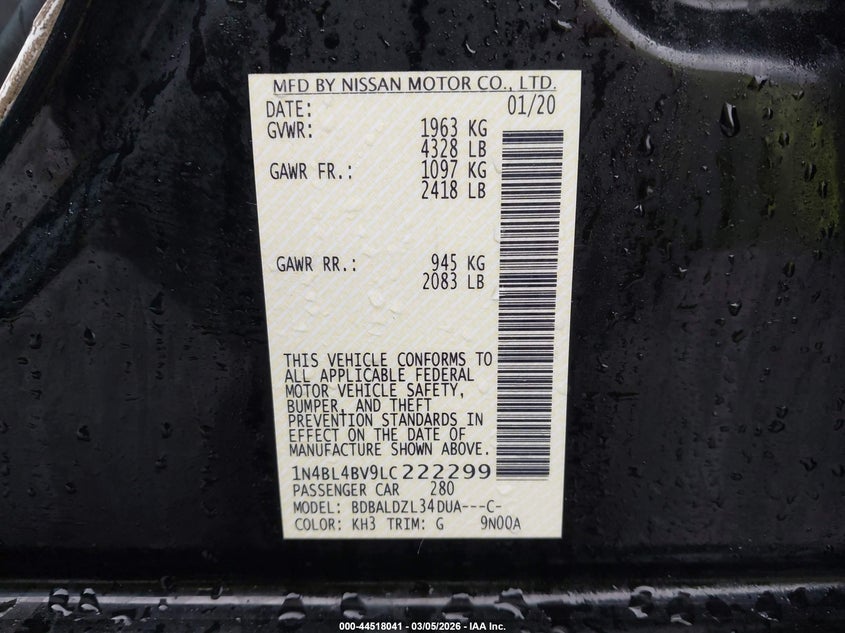 MFD BY NISSAN MOTOR CO., LTD.
DATE: 01/20
GVWR: 1963 KG
4328 LB
GAWR FR.: 1097 KG
2418 LB
GAWR RR.: 945 KG
2083 LB
THIS VEHICLE CONFORMS TO
ALL APPLICABLE FEDERAL
MOTOR VEHICLE SAFETY,
BUMPER, AND THEFT
PREVENTION STANDARDS IN
EFFECT ON THE DATE OF
MANUFACTURE SHOWN ABOVE.
1N4BL4BV9LC222299
PASSENGER CAR 280
MODEL: BDBALDZL34DUA---C-
COLOR: KH3 TRIM: G 9N00A
000-44518041 - 03/05/2026 - IAA Inc.